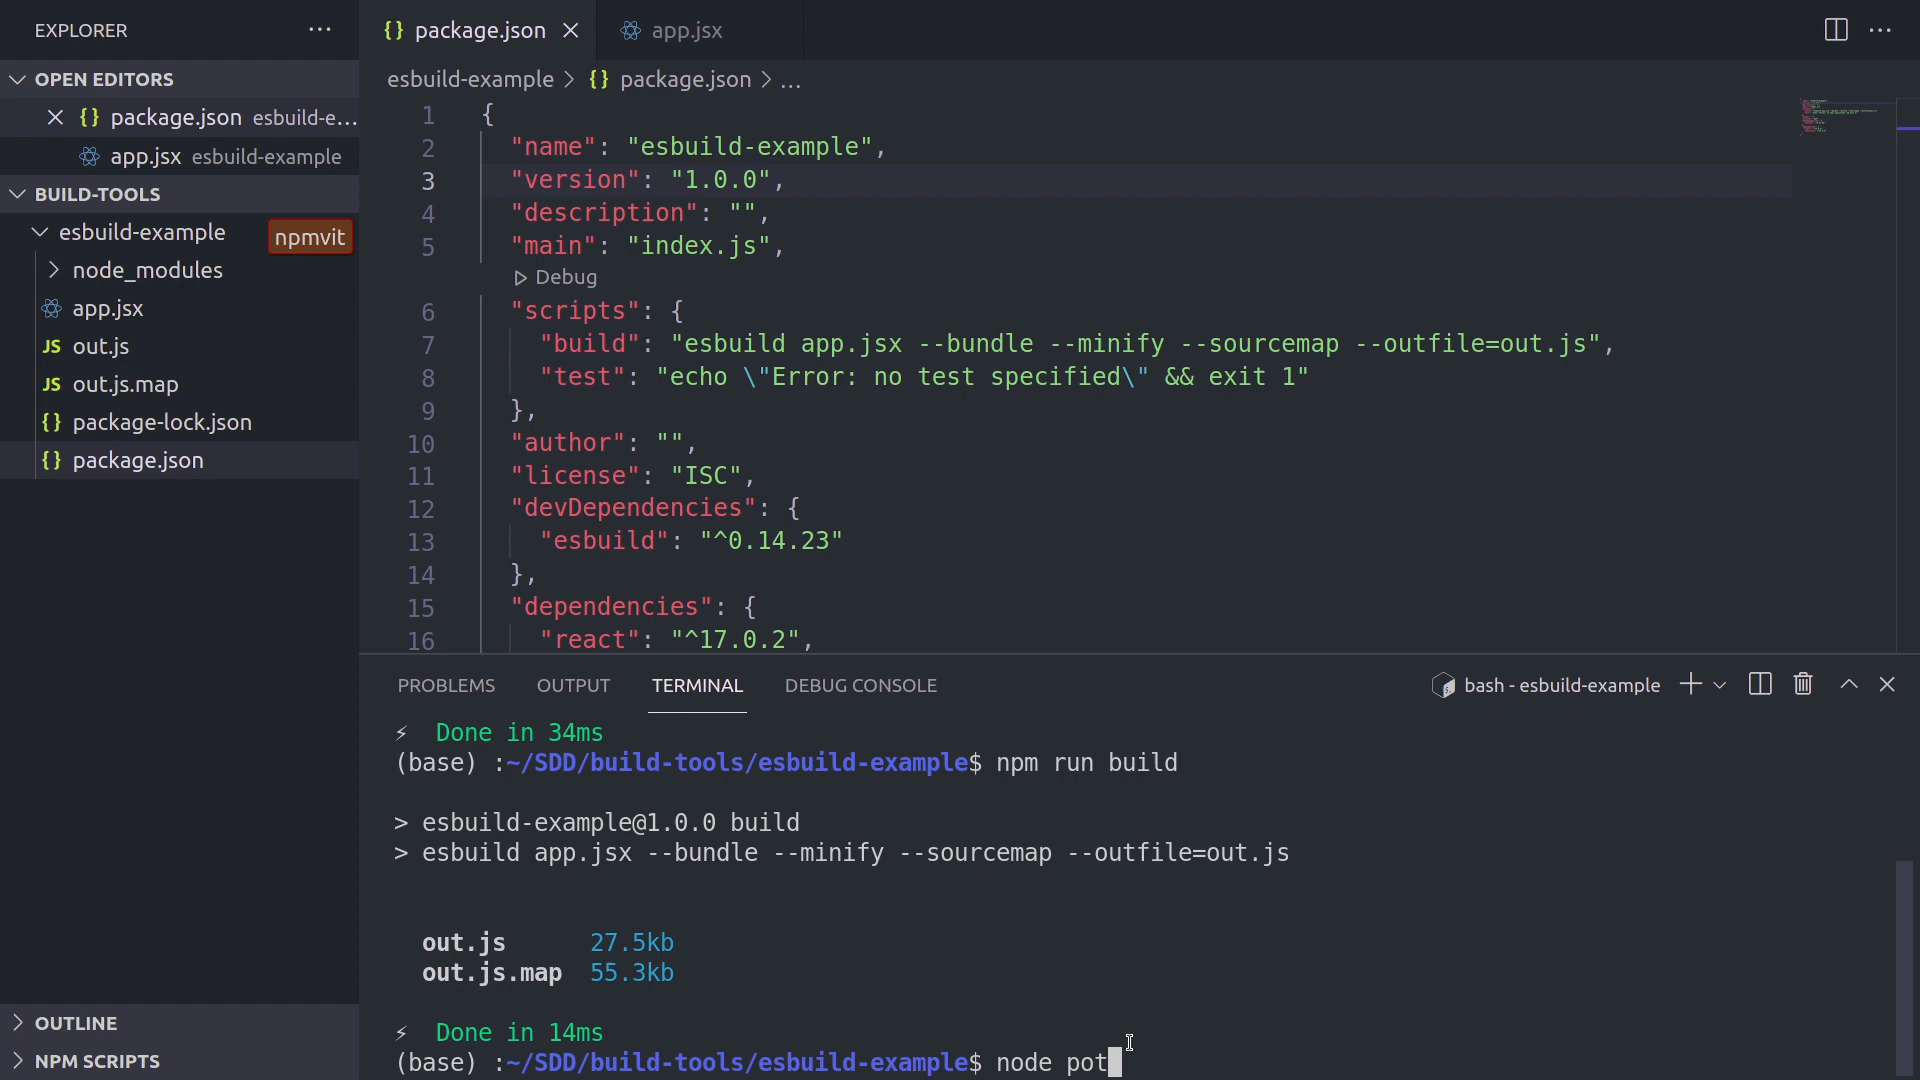 EXPLORER
OPEN EDITORS
package.json esbuild-e...
app.jsx esbuild-example
BUILD-TOOLS
esbuild-example
npmvit
node_modules
app.jsx
JS out.js
JS out.js.map
{} package-lock.json
{} package.json
OUTLINE
NPM SCRIPTS
{} package.json
app.jsx
esbuild-example > {} package.json > ...
1 {
2 "name": "esbuild-example",
3 "version": "1.0.0",
4 "description": "",
5 "main": "index.js",
Debug
6 "scripts": {
7 "build": "esbuild app.jsx --bundle --minify --sourcemap --outfile=out.js",
8 "test": "echo \"Error: no test specified\" && exit 1"
9 },
10 "author": "",
11 "license": "ISC",
12 "devDependencies": {
13 "esbuild": "^0.14.23"
14 },
15 "dependencies": {
16 "react": "^17.0.2",
PROBLEMS OUTPUT TERMINAL DEBUG CONSOLE
bash - esbuild-example
⚡ Done in 34ms
(base) :~/SDD/build-tools/esbuild-example$ npm run build
> esbuild-example@1.0.0 build
> esbuild app.jsx --bundle --minify --sourcemap --outfile=out.js
out.js 27.5kb
out.js.map 55.3kb
⚡ Done in 14ms
(base) :~/SDD/build-tools/esbuild-example$ node pot